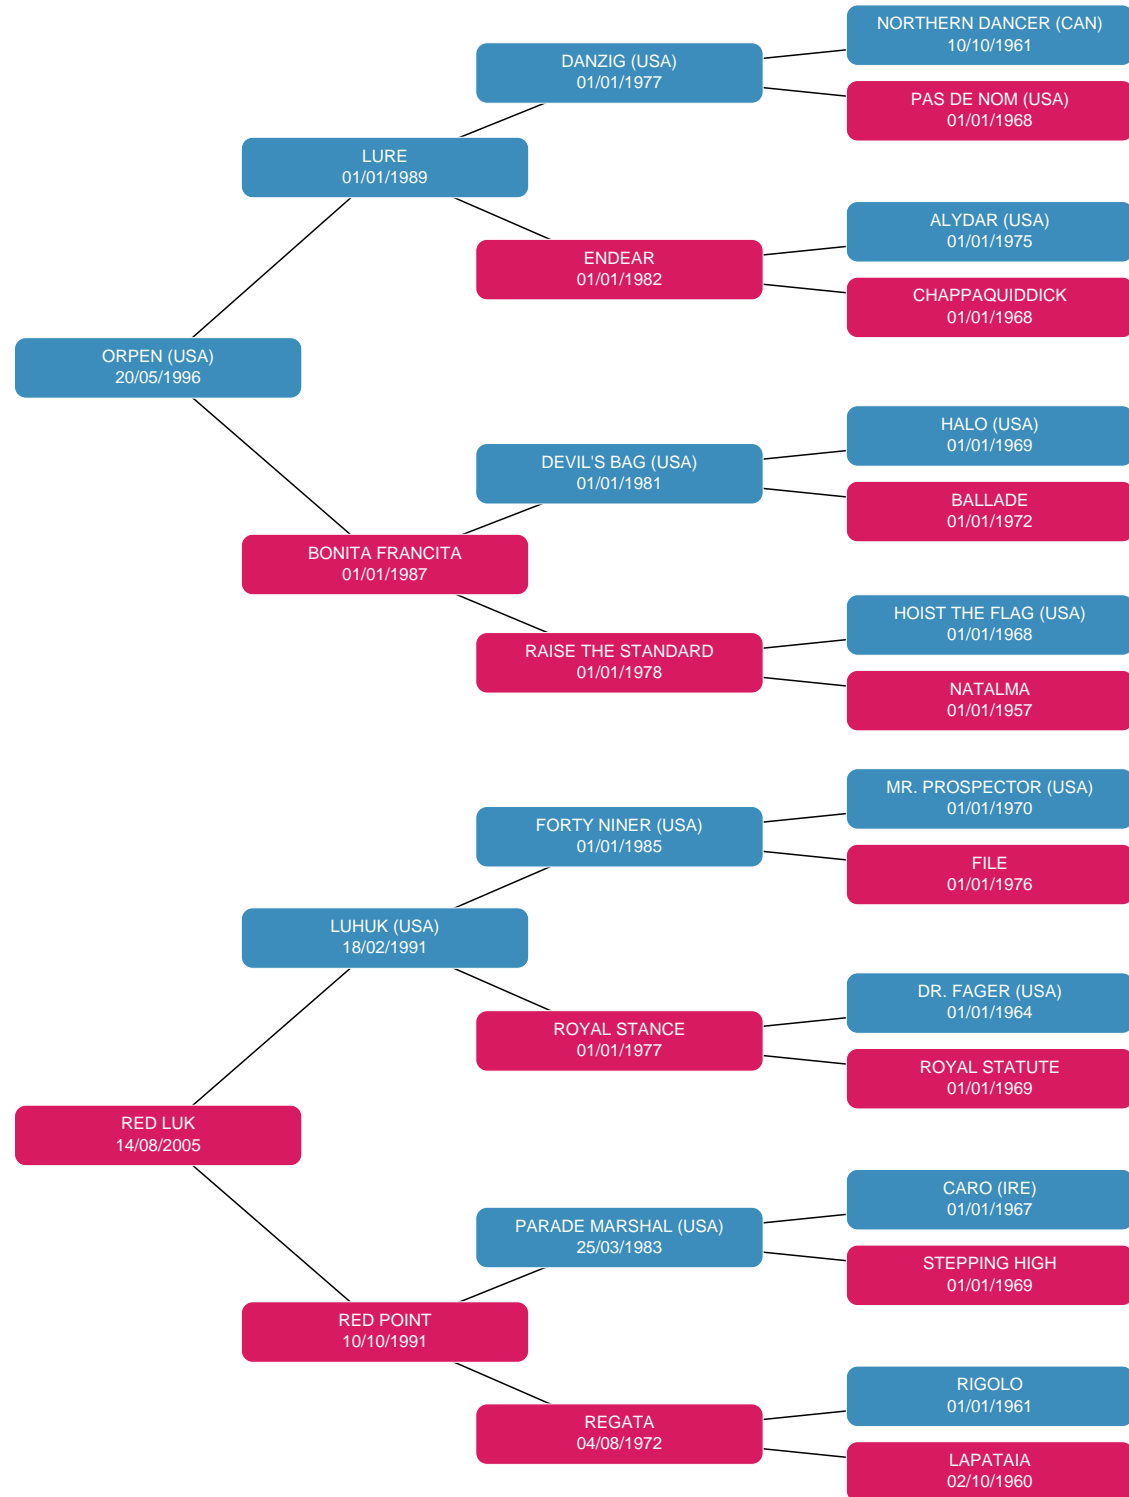 NORTHERN DANCER (CAN)
10/10/1961
DANZIG (USA)
01/01/1977
PAS DE NOM (USA)
01/01/1968
LURE
01/01/1989
ALYDAR (USA)
01/01/1975
ENDEAR
01/01/1982
CHAPPAQUIDDICK
01/01/1968
ORPEN (USA)
20/05/1996
HALO (USA)
01/01/1969
DEVIL'S BAG (USA)
01/01/1981
BALLADE
01/01/1972
BONITA FRANCITA
01/01/1987
HOIST THE FLAG (USA)
01/01/1968
RAISE THE STANDARD
01/01/1978
NATALMA
01/01/1957
MR. PROSPECTOR (USA)
01/01/1970
FORTY NINER (USA)
01/01/1985
FILE
01/01/1976
LUHUK (USA)
18/02/1991
DR. FAGER (USA)
01/01/1964
ROYAL STANCE
01/01/1977
ROYAL STATUTE
01/01/1969
RED LUK
14/08/2005
CARO (IRE)
01/01/1967
PARADE MARSHAL (USA)
25/03/1983
STEPPING HIGH
01/01/1969
RED POINT
10/10/1991
RIGOLO
01/01/1961
REGATA
04/08/1972
LAPATAIA
02/10/1960